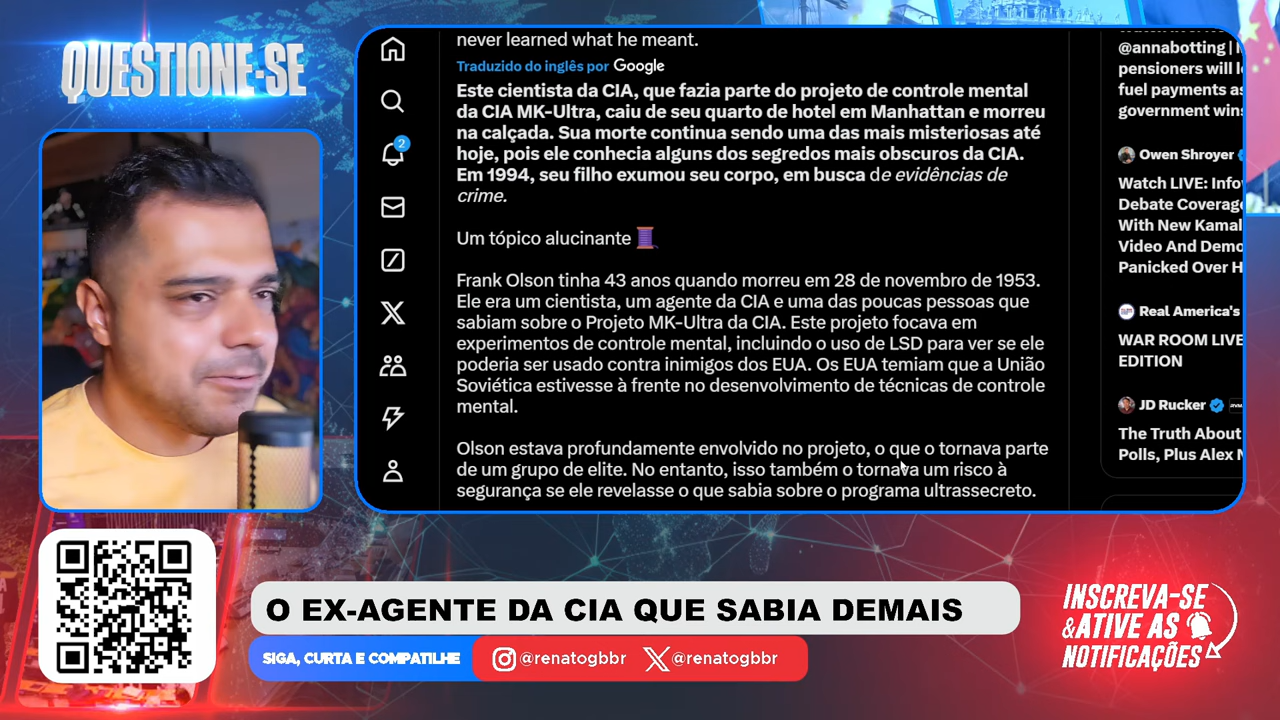 QUESTIONE-SE
never learned what he meant.
Traduzido do inglês por Google
Este cientista da CIA, que fazia parte do projeto de controle mental
da CIA MK-Ultra, caiu de seu quarto de hotel em Manhattan e morreu
na calçada. Sua morte continua sendo uma das mais misteriosas até
hoje, pois ele conhecia alguns dos segredos mais obscuros da CIA.
Em 1994, seu filho exumou seu corpo, em busca de evidências de
crime.
Um tópico alucinante
Frank Olson tinha 43 anos quando morreu em 28 de novembro de 1953.
Ele era um cientista, um agente da CIA e uma das poucas pessoas que
sabiam sobre o Projeto MK-Ultra da CIA. Este projeto focava em
experimentos de controle mental, incluindo o uso de LSD para ver se ele
poderia ser usado contra inimigos dos EUA. Os EUA temiam que a União
Soviética estivesse à frente no desenvolvimento de técnicas de controle
mental.
Olson estava profundamente envolvido no projeto, o que o tornava parte
de um grupo de elite. No entanto, isso também o tornava um risco à
segurança se ele revelasse o que sabia sobre o programa ultrassecreto.
2
@annabotting |
pensioners will
fuel payments as
government wins
Owen Shroyer
Watch LIVE: Info
Debate Coverage
With New Kamal
Video And Demo
Panicked Over H
Real America's
WAR ROOM LIVE
EDITION
JD Rucker
The Truth About
Polls, Plus Alex
O EX-AGENTE DA CIA QUE SABIA DEMAIS
SIGA, CURTA E COMPATILHE
@renatogbbr
@renatogbbr
INSCREVA-SE
&ATIVE AS
NOTIFICAÇÕES